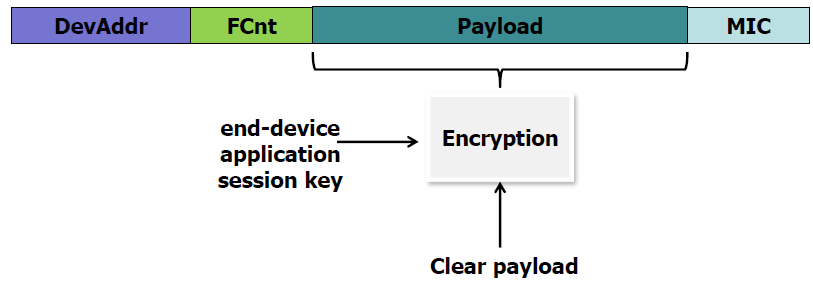 DevAddr FCnt Payload MIC
end-device
application
session key
Encryption
Clear payload